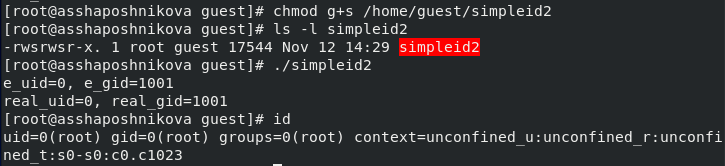 [root@asshaposhnikova guest]# chmod g+s /home/guest/simpleid2
[root@asshaposhnikova guest]# ls -l simpleid2
-rwsrwsr-x. 1 root guest 17544 Nov 12 14:29 simpleid2
[root@asshaposhnikova guest]# ./simpleid2
e_uid=0, e_gid=1001
real_uid=0, real_gid=1001
[root@asshaposhnikova guest]# id
uid=0(root) gid=0(root) groups=0(root) context=unconfined_u:unconfined_r:unconfi
ned_t:s0-s0:c0.c1023